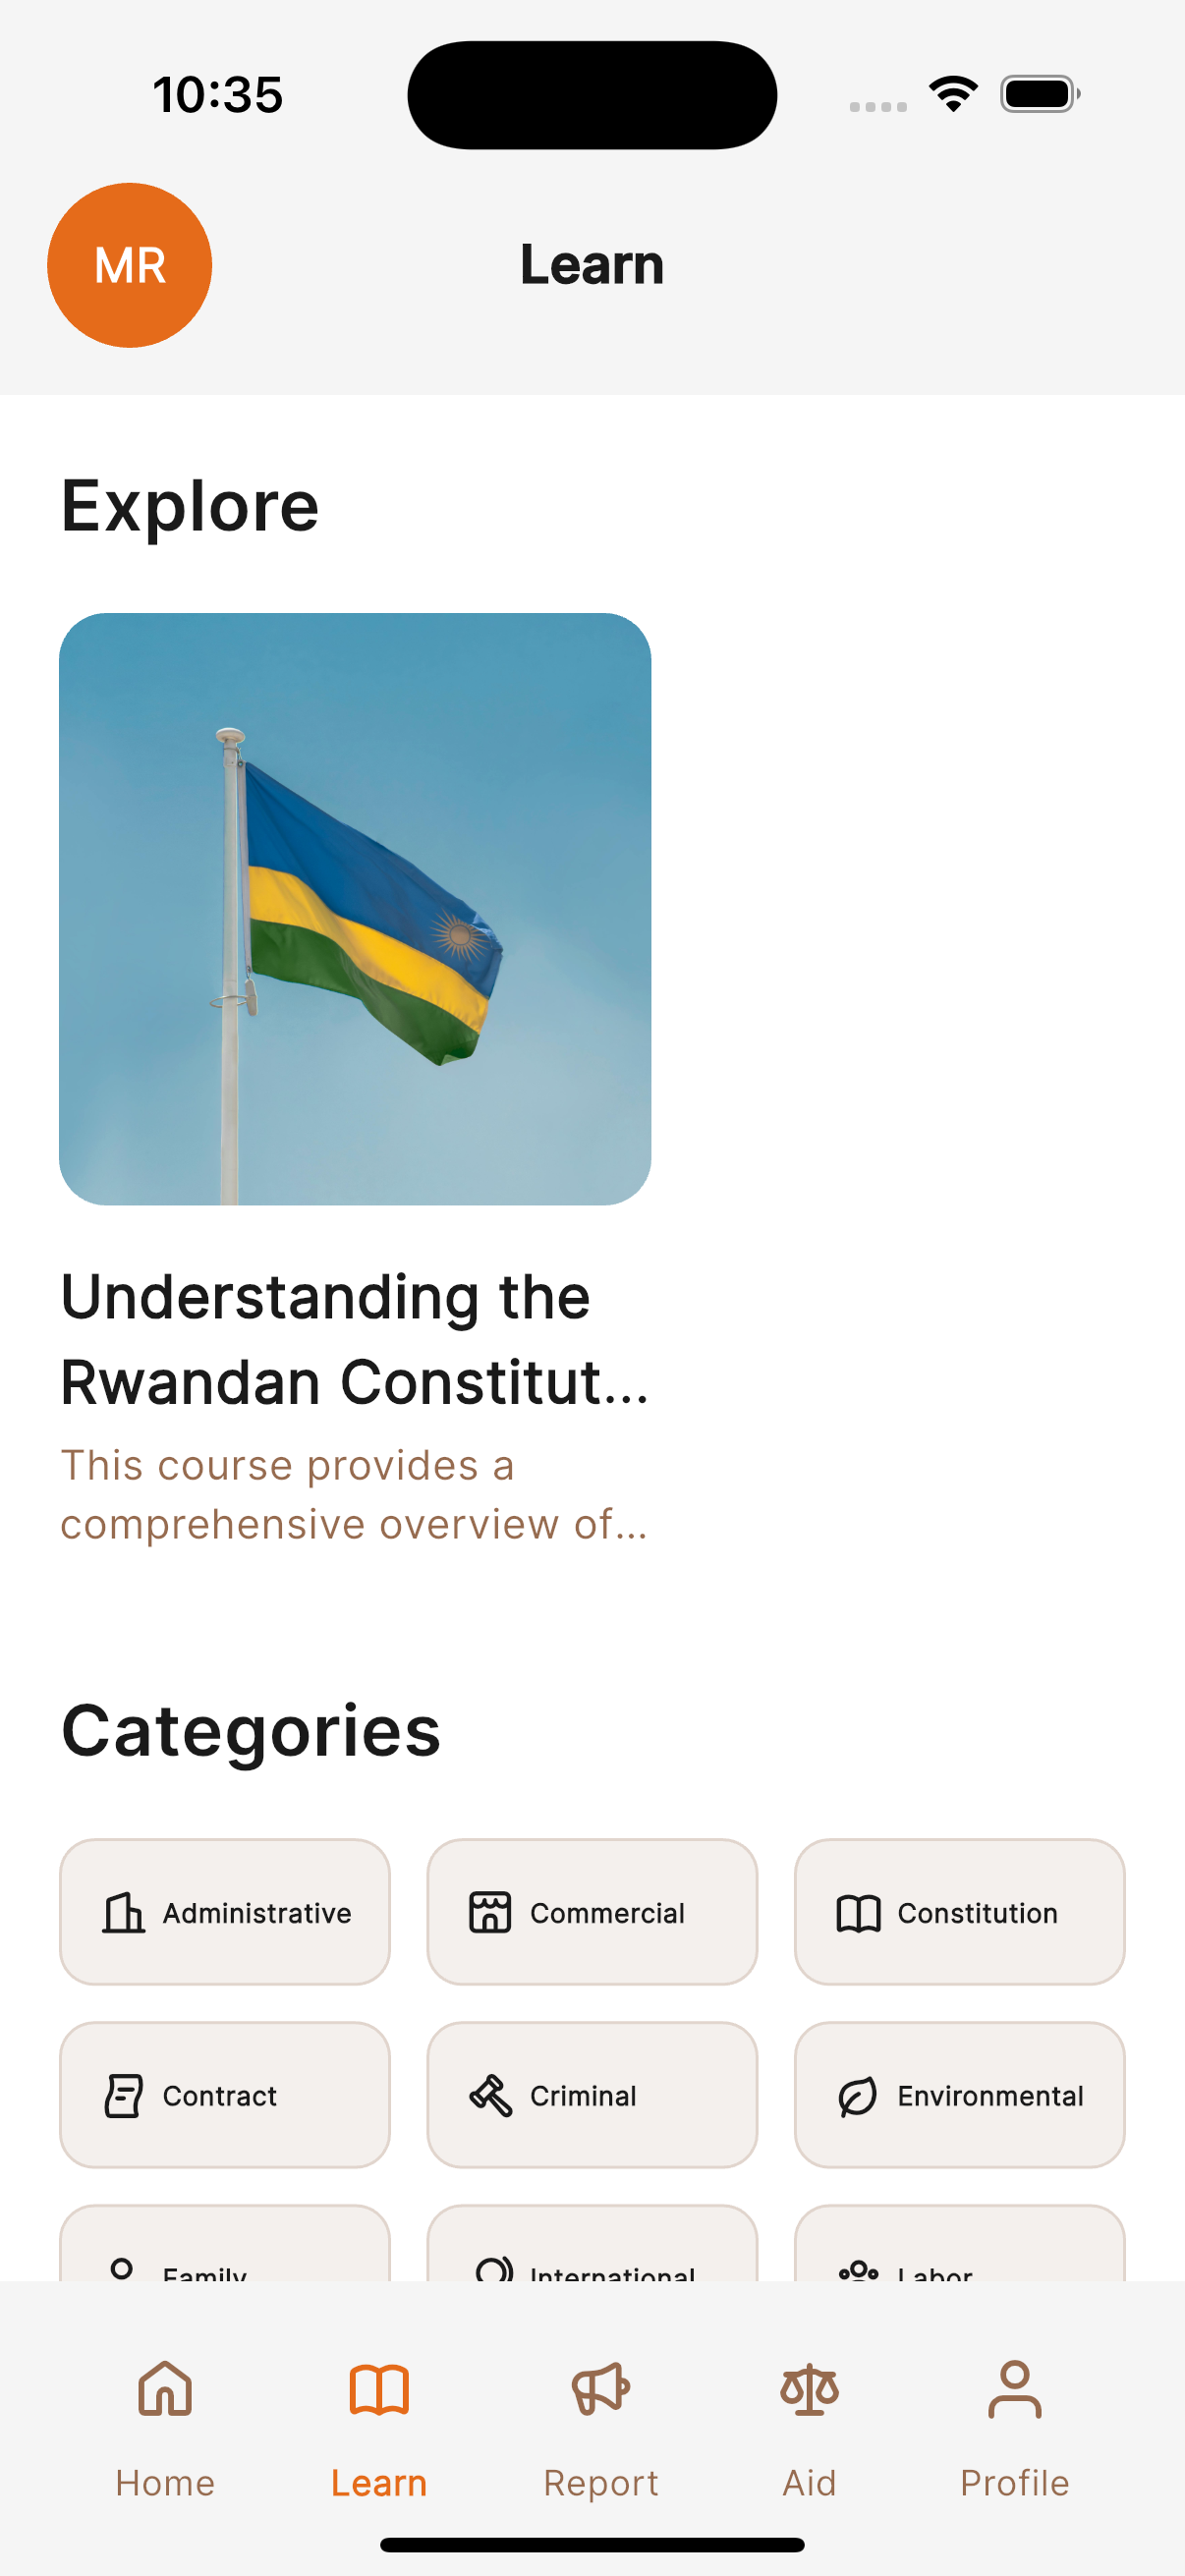 10:35
MR
Learn
Explore
Understanding the
Rwandan Constitut...
This course provides a
comprehensive overview of...
Categories
Administrative
Commercial
Constitution
Contract
Criminal
Environmental
Family
International
Labor
Home
Learn
Report
Aid
Profile